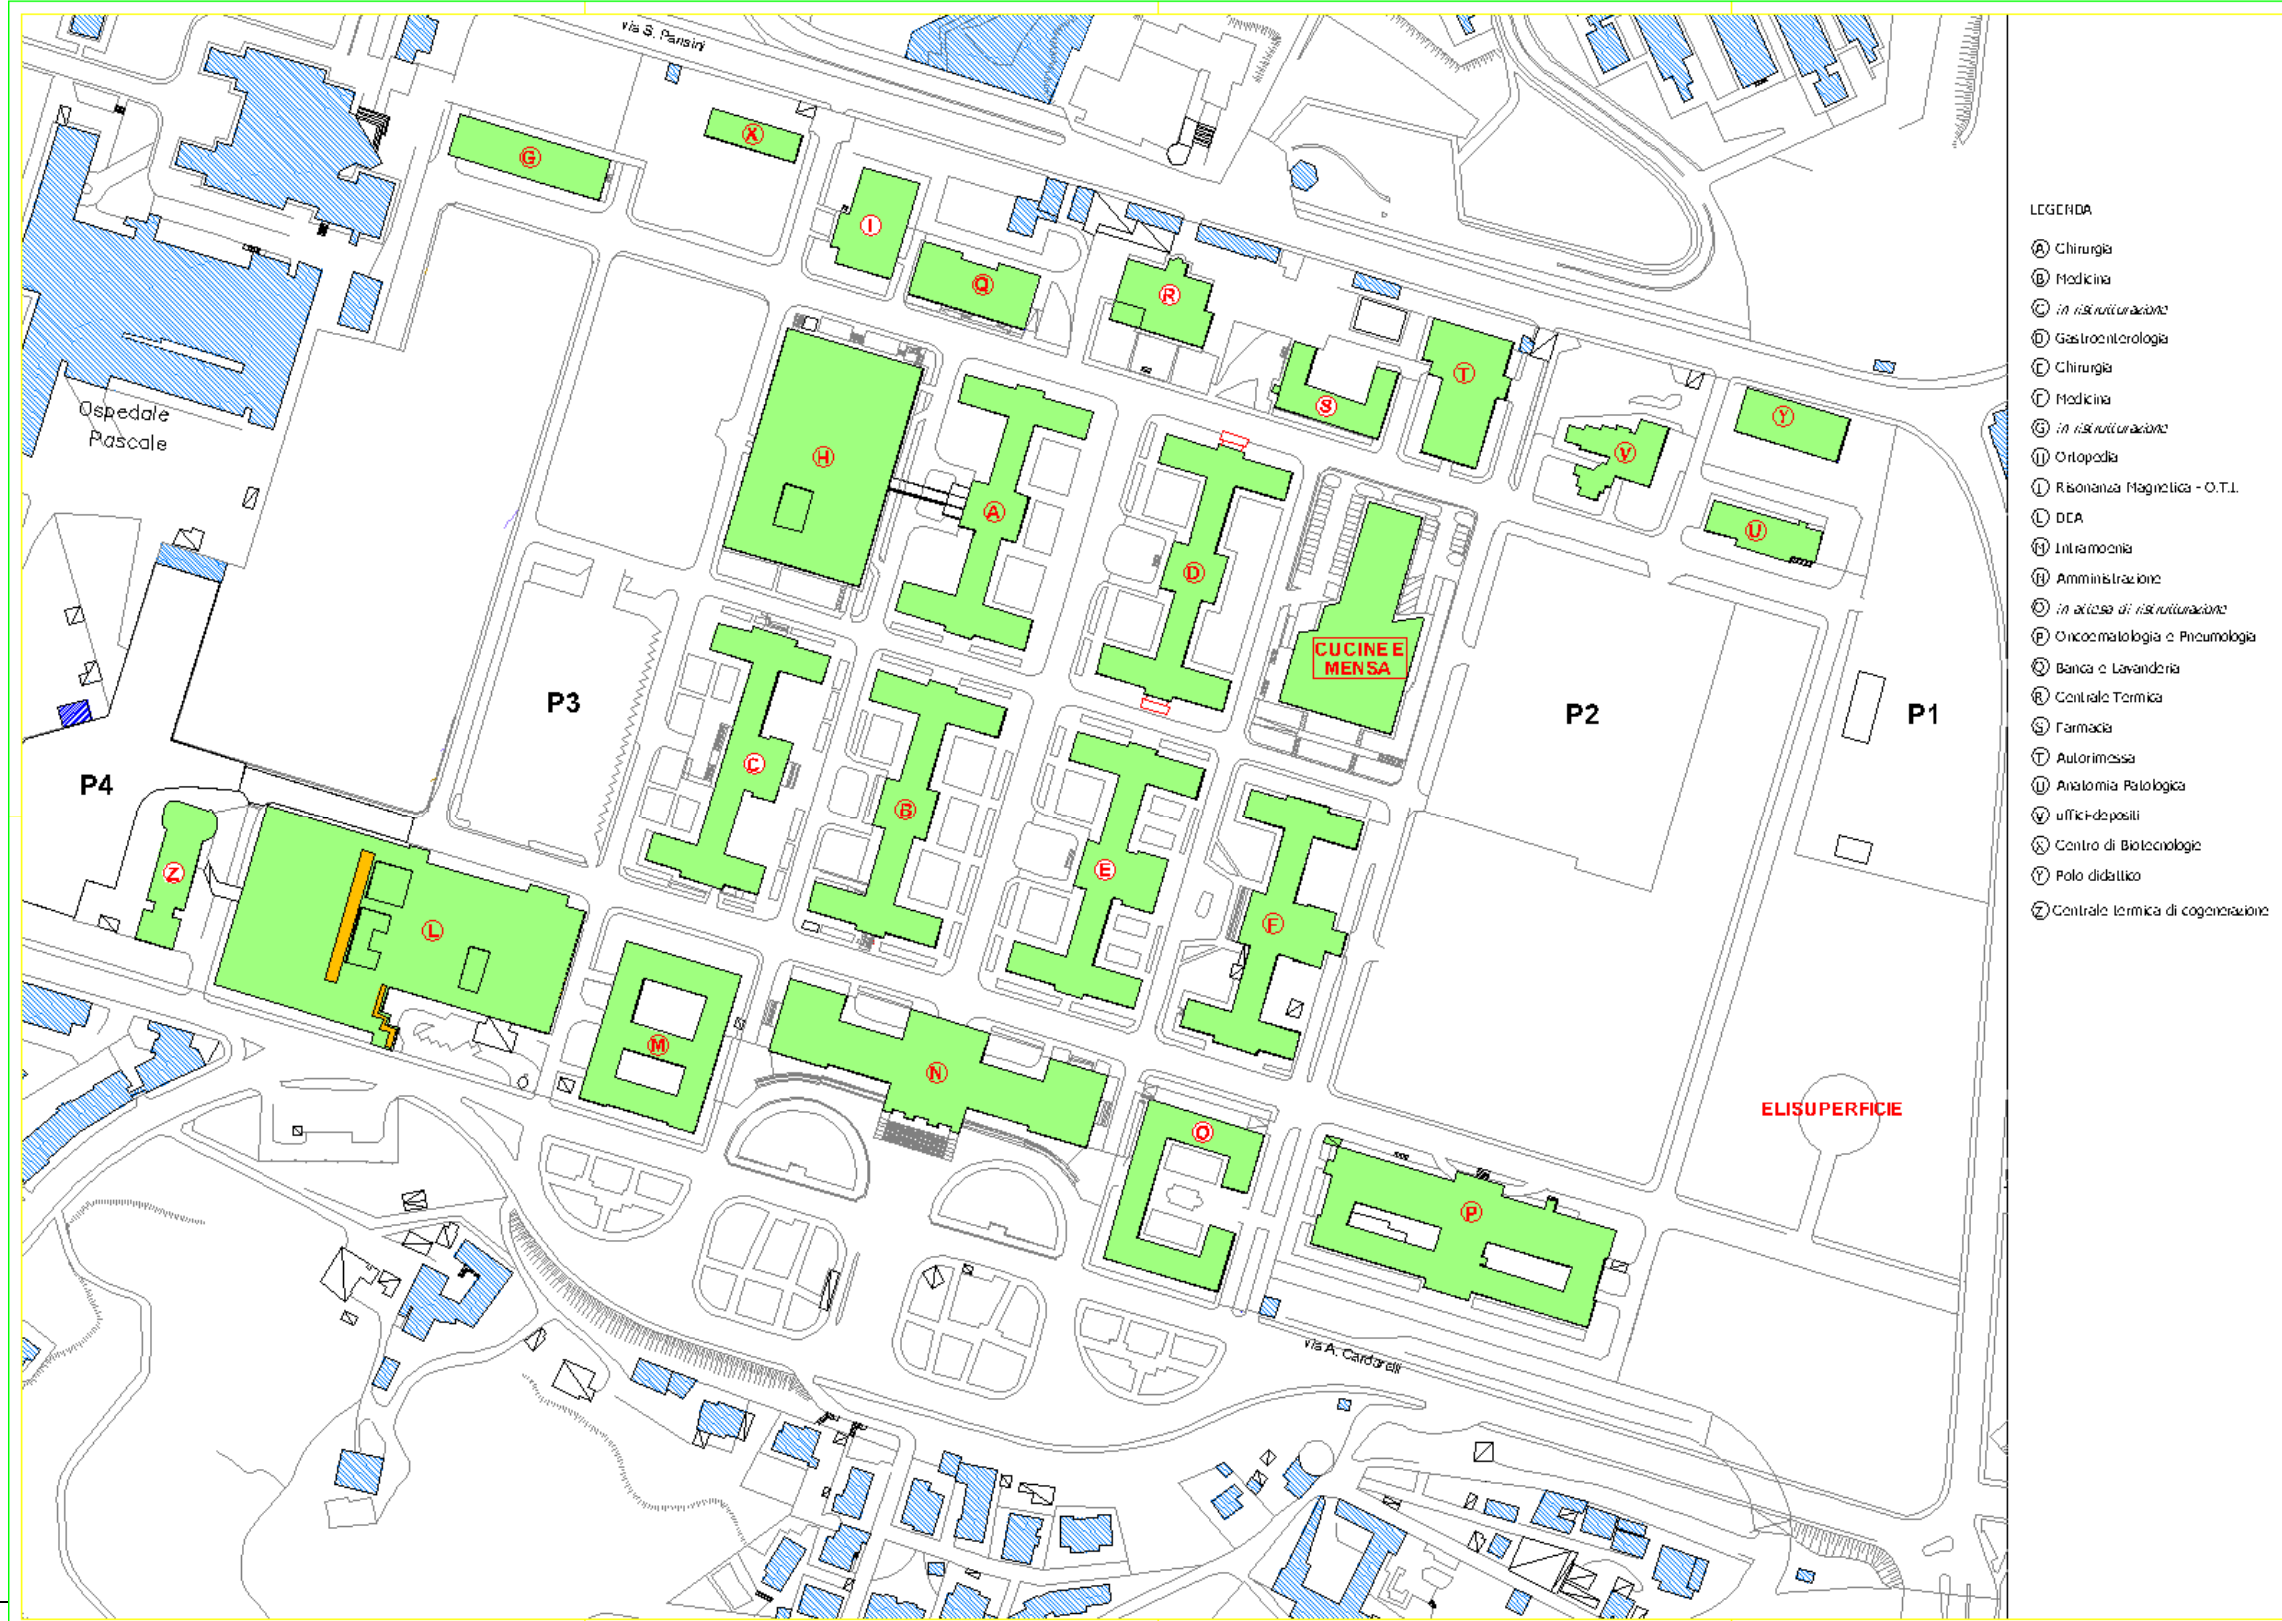 via S. Pansini
G
X
I
Q
R
S
T
V
Y
U
H
A
D
Ospedale
Pascale
CUCINE E
MENSA
P3
P2
P1
P4
C
B
E
F
Z
L
M
N
O
P
ELISUPERFICIE
via A. Cardarelli
LEGENDA
A Chirurgia
B Medicina
C in ristrutturazione
D Gastroenterologia
E Chirurgia
F Medicina
G in ristrutturazione
H Ortopedia
I Risonanza Magnetica - O.T.I.
L DEA
M Intramoenia
N Amministrazione
O in attesa di ristrutturazione
P Oncoematologia e Pneumologia
Q Banca e Lavanderia
R Centrale Termica
S Farmacia
T Autorimessa
U Anatomia Patologica
V uffici-depositi
X Centro di Biotecnologie
Y Polo didattico
Z Centrale termica di cogenerazione